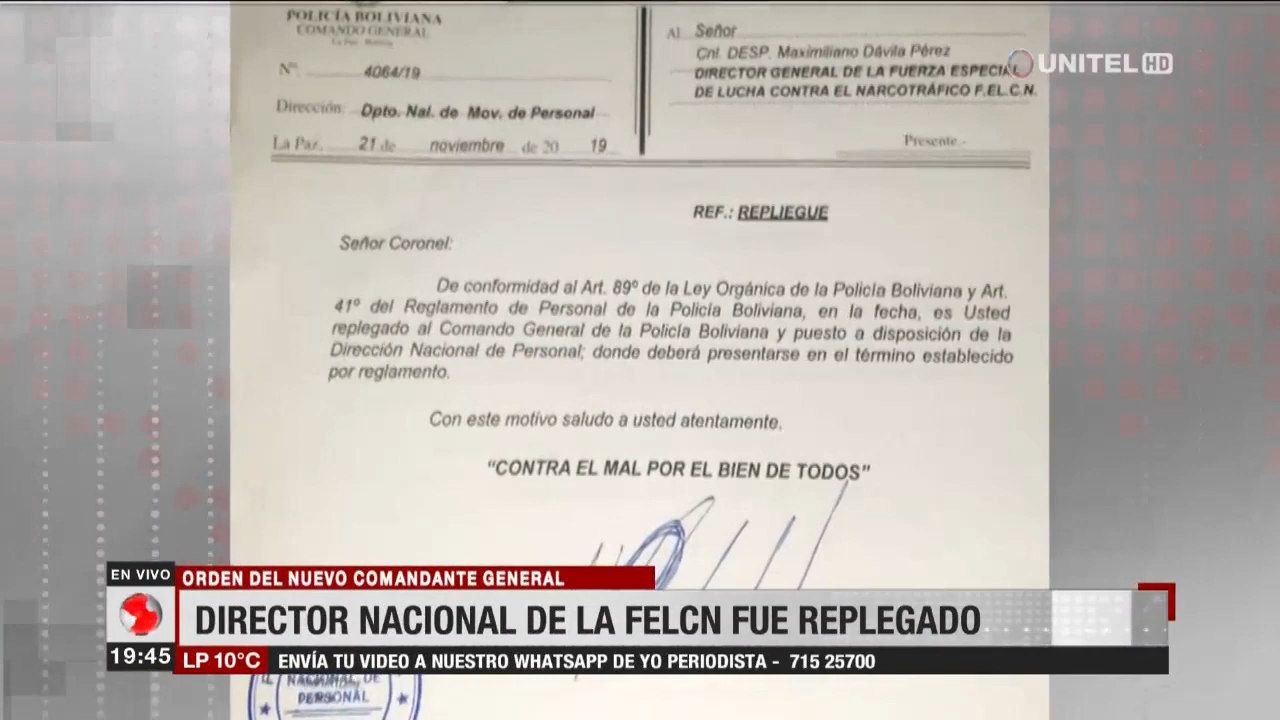 POLICÍA BOLIVIANA
COMANDO GENERAL
La Paz - Bolivia
Nº. 4064/19
Dirección: Dpto. Nal. de Mov. de Personal
La Paz, 21 de noviembre de 20 19
Al Señor
Cnl. DESP. Maximiliano Dávila Pérez
DIRECTOR GENERAL DE LA FUERZA ESPECIAL
DE LUCHA CONTRA EL NARCOTRÁFICO F.EL.C.N.
Presente.-
UNITEL HD
REF.: REPLIEGUE
Señor Coronel:
De conformidad al Art. 89º de la Ley Orgánica de la Policía Boliviana y Art.
41º del Reglamento de Personal de la Policía Boliviana, en la fecha, es Usted
replegado al Comando General de la Policía Boliviana y puesto a disposición de la
Dirección Nacional de Personal; donde deberá presentarse en el término establecido
por reglamento.
Con este motivo saludo a usted atentamente.
“CONTRA EL MAL POR EL BIEN DE TODOS”
EN VIVO
ORDEN DEL NUEVO COMANDANTE GENERAL
DIRECTOR NACIONAL DE LA FELCN FUE REPLEGADO
19:45 LP 10°C ENVÍA TU VIDEO A NUESTRO WHATSAPP DE YO PERIODISTA - 715 25700
NACIONAL DE
PERSONAL